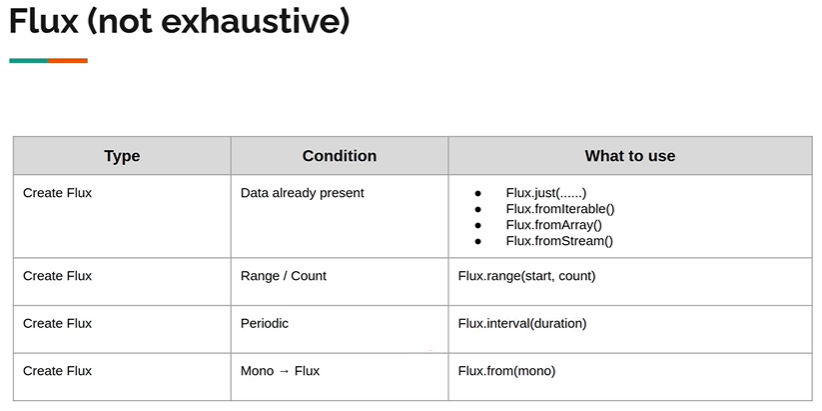 Flux (not exhaustive)
Type Condition What to use
Create Flux Data already present ● Flux.just(......)
● Flux.fromIterable()
● Flux.fromArray()
● Flux.fromStream()
Create Flux Range / Count Flux.range(start, count)
Create Flux Periodic Flux.interval(duration)
Create Flux Mono → Flux Flux.from(mono)